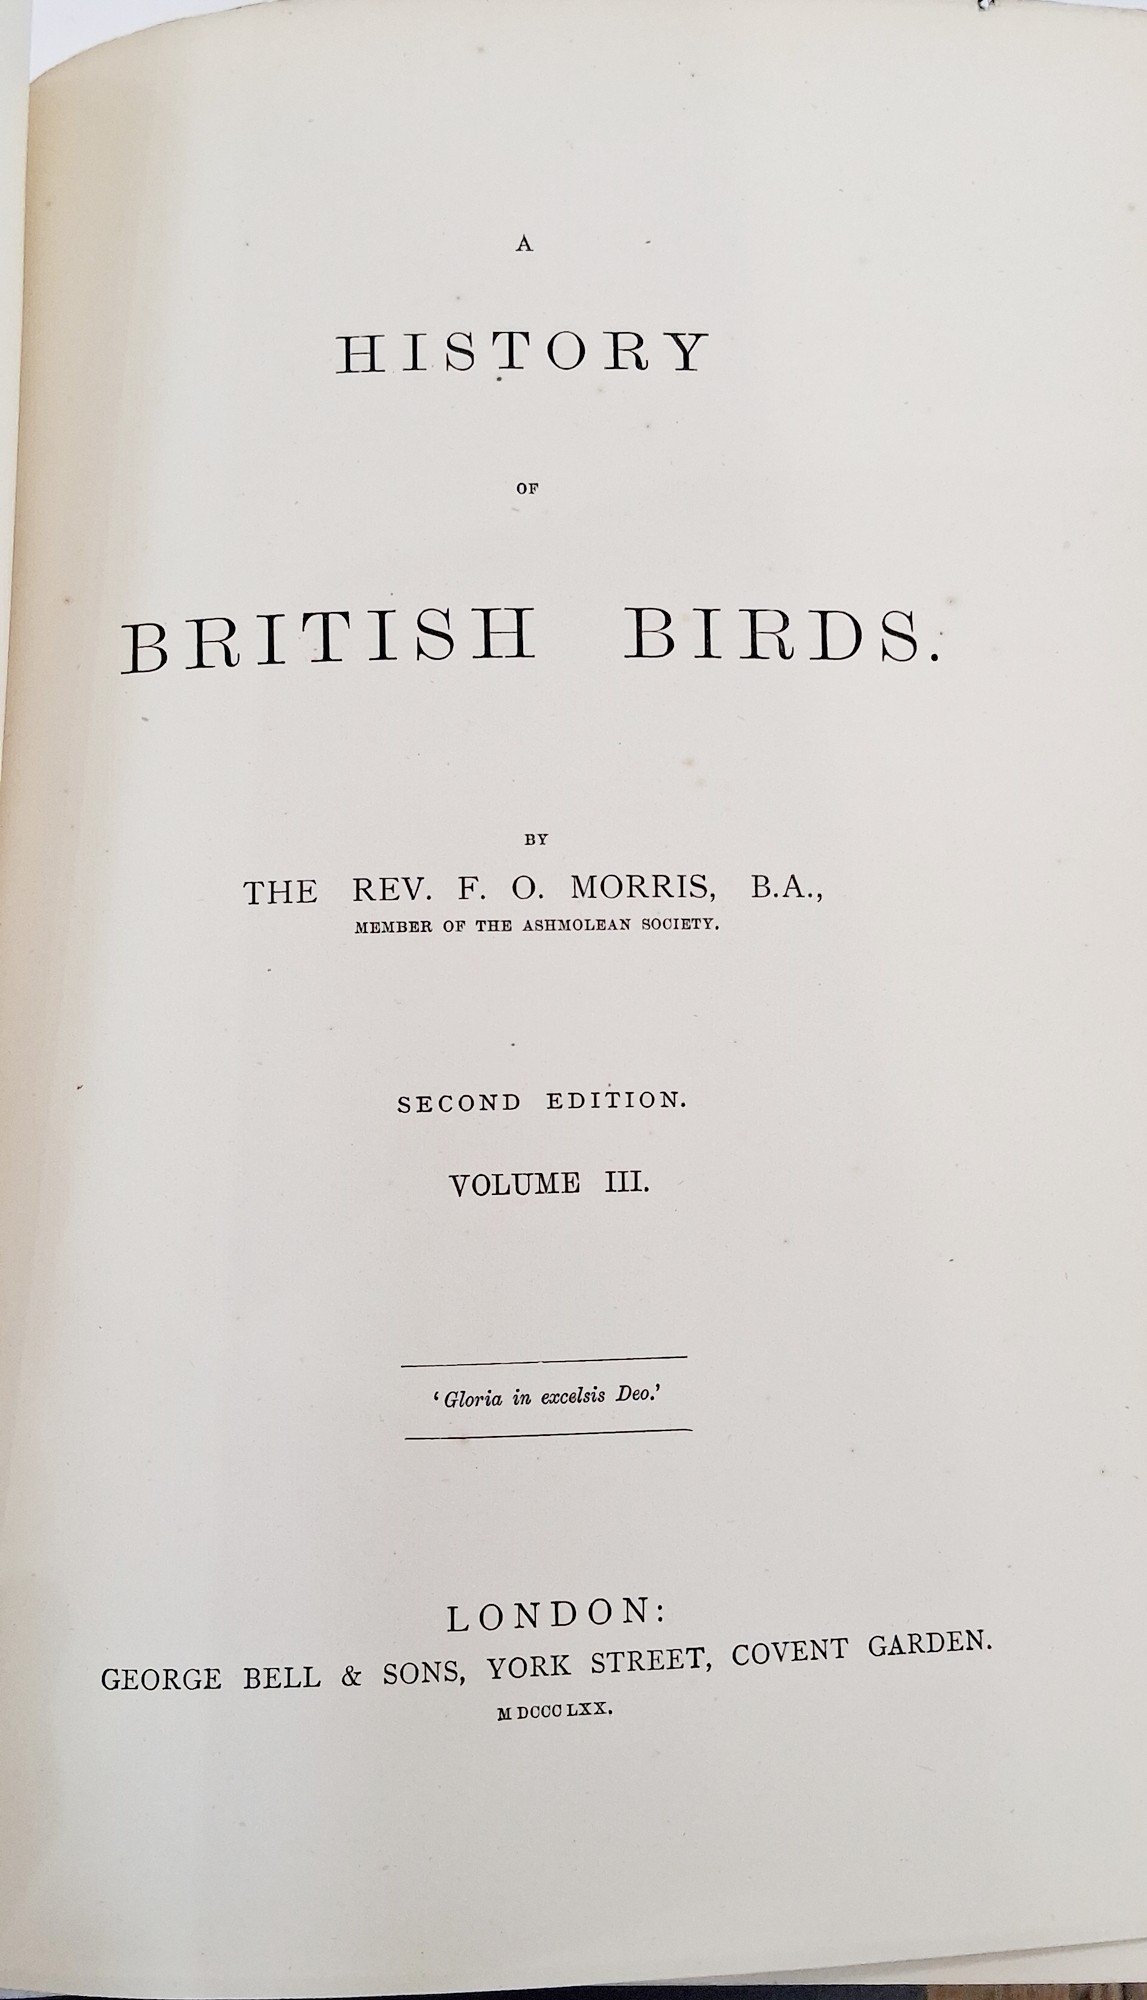 A
HISTORY
OF
BRITISH BIRDS.
BY
THE REV. F. O. MORRIS, B.A.,
MEMBER OF THE ASHMOLEAN SOCIETY.
SECOND EDITION.
VOLUME III.
‘Gloria in excelsis Deo.’
LONDON:
GEORGE BELL & SONS, YORK STREET, COVENT GARDEN.
MDCCCLXX.